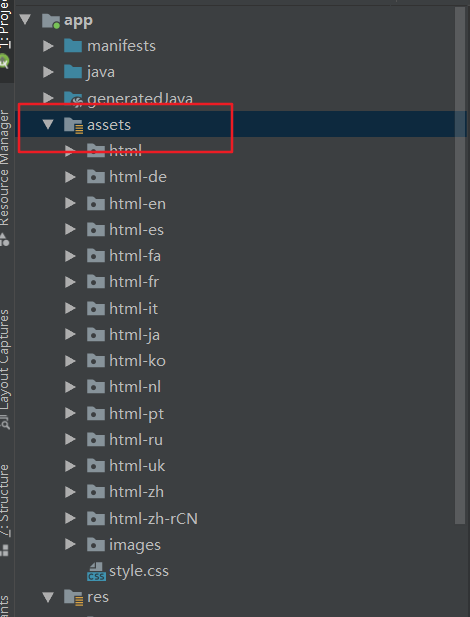 app
manifests
java
generatedJava
assets
html
html-de
html-en
html-es
html-fa
html-fr
html-it
html-ja
html-ko
html-nl
html-pt
html-ru
html-uk
html-zh
html-zh-rCN
images
CSS
style.css
res
1: Project
Resource Manager
Layout Captures
7: Structure